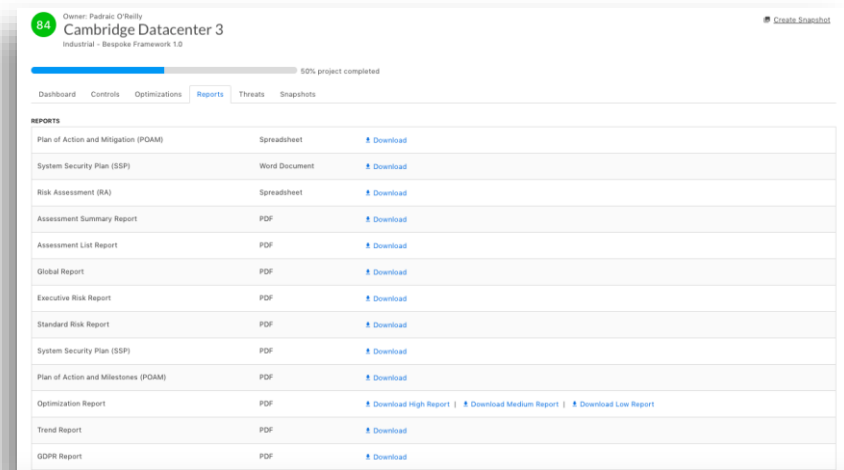 84
Owner: Padraic O'Reilly
Cambridge Datacenter 3
Industrial - Bespoke Framework 1.0
Create Snapshot
50% project completed
Dashboard Controls Optimizations Reports Threats Snapshots
REPORTS
Plan of Action and Mitigation (POAM) Spreadsheet Download
System Security Plan (SSP) Word Document Download
Risk Assessment (RA) Spreadsheet Download
Assessment Summary Report PDF Download
Assessment List Report PDF Download
Global Report PDF Download
Executive Risk Report PDF Download
Standard Risk Report PDF Download
System Security Plan (SSP) PDF Download
Plan of Action and Milestones (POAM) PDF Download
Optimization Report PDF Download High Report | Download Medium Report | Download Low Report
Trend Report PDF Download
GDPR Report PDF Download